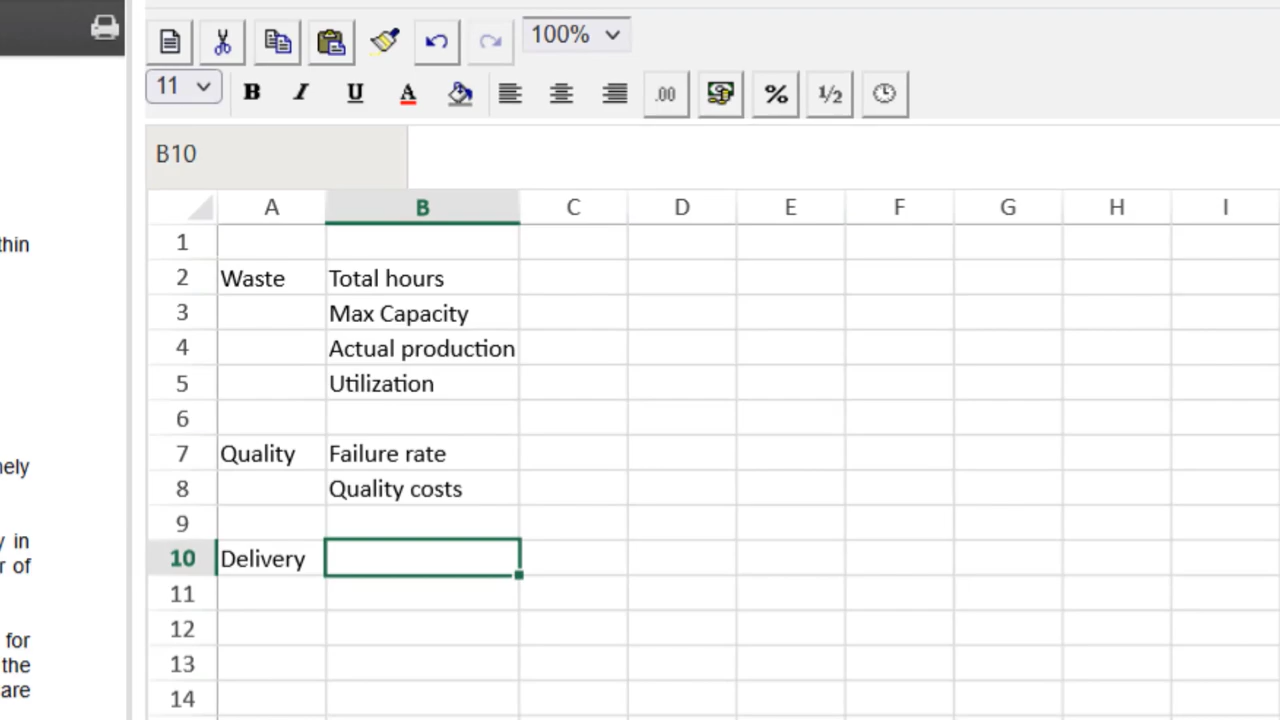 100%
11 B I U A .00 % 1/2
B10
A B C D E F G H I
thin
1
2 Waste Total hours
3 Max Capacity
4 Actual production
5 Utilization
6
7 Quality Failure rate
nely
8 Quality costs
9
y in
10 Delivery
r of
11
12
for
13
the
are
14